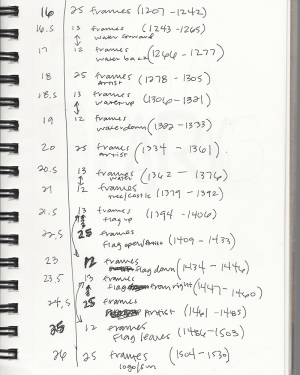 16 25 frames (1207-1242)
16.5 13 frames (1243-1265)
water forward
17 12 frames (1266-1277)
water back
18 25 frames (1278-1305)
Artist
18.5 13 frames (1306-1321)
water up
19 12 frames
water down (1322-1333)
20 25 frames (1334-1361)
artist
20.5 13 frames (1362-1376)
water
21 12 frames (1379-1392)
tree/castle
21.5 13 frames (1394-1406)
flag up
22.5 25 frames
flag open/Artist (1409-1433)
23 12 frames
flag down (1434-1446)
23.5 13 frames
flag from right (1447-1460)
24.5 25 frames
Artist (1461-1485)
25 12 frames
flag leaves (1486-1503)
26 25 frames (1504-1530)
logo/sun